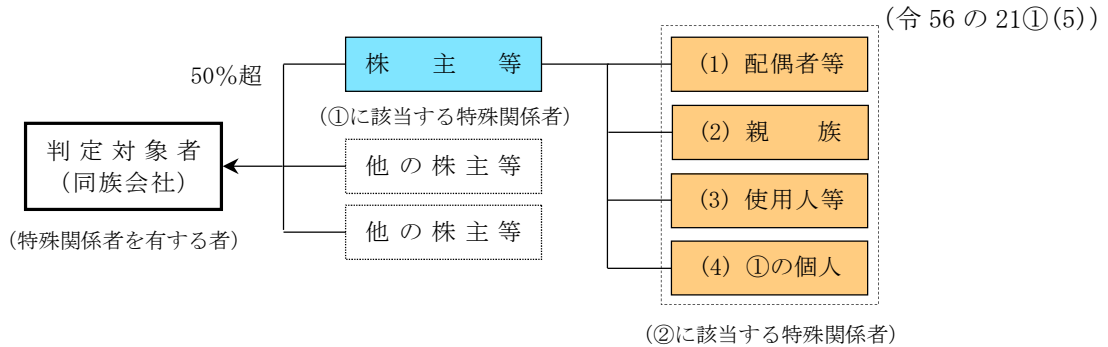 (令 56 の 21①(5))
50％超
株　主　等
(①に該当する特殊関係者)
他 の 株 主 等
他 の 株 主 等
判 定 対 象 者
(同族会社)
(特殊関係者を有する者)
(1) 配偶者等
(2) 親　　族
(3) 使用人等
(4) ①の個人
(②に該当する特殊関係者)